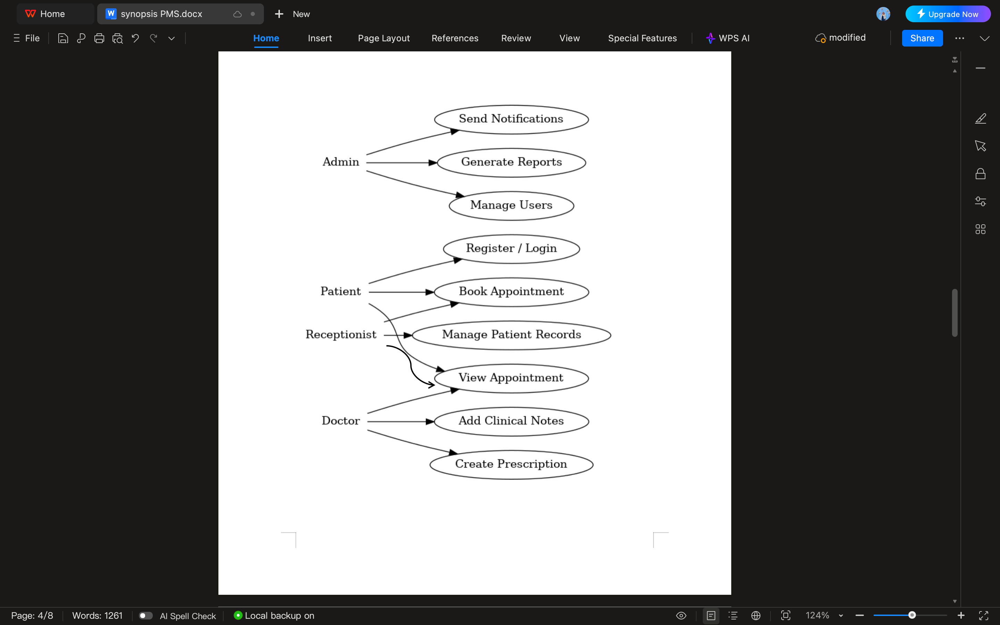 Home
synopsis PMS.docx
New
Upgrade Now
File
Home
Insert
Page Layout
References
Review
View
Special Features
WPS AI
modified
Share
Send Notifications
Admin
Generate Reports
Manage Users
Register / Login
Patient
Book Appointment
Receptionist
Manage Patient Records
View Appointment
Doctor
Add Clinical Notes
Create Prescription
Page: 4/8
Words: 1261
AI Spell Check
Local backup on
124%